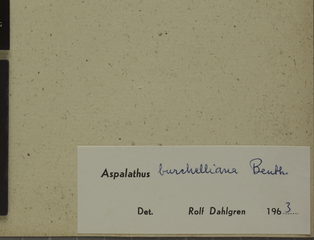 Aspalathus burchelliana Benth.
Det. Rolf Dahlgren 1963